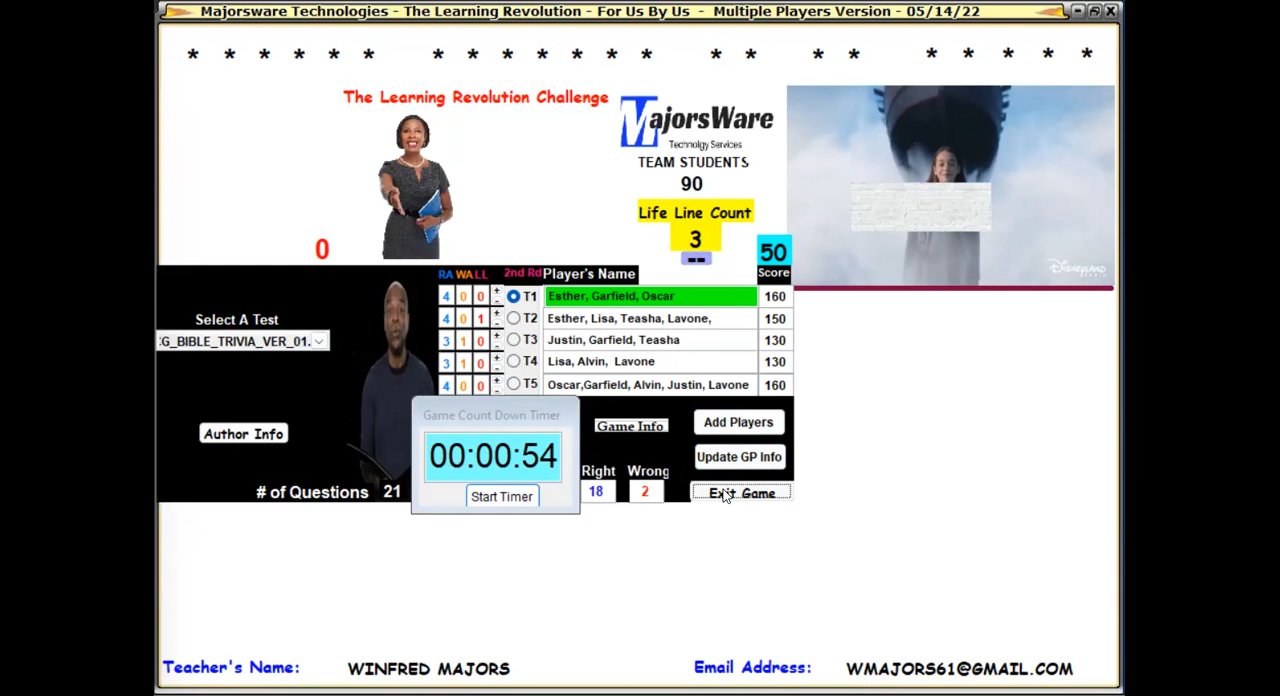 Majorsware Technologies - The Learning Revolution - For Us By Us - Multiple Players Version - 05/14/22
* * * * * * * * * * * * * * * * * * * * * *
The Learning Revolution Challenge
MajorsWare
Technolgy Services
TEAM STUDENTS
90
Life Line Count
3
--
0
50
RA WA LL 2nd Rd Player's Name Score
4 0 0 + - T1 Esther, Garfield, Oscar 160
4 0 1 + - T2 Esther, Lisa, Teasha, Lavone, 150
3 1 0 + - T3 Justin, Garfield, Teasha 130
3 1 0 + - T4 Lisa, Alvin, Lavone 130
4 0 0 + - T5 Oscar,Garfield, Alvin, Justin, Lavone 160
Disneyland
PARIS
Select A Test
G_BIBLE_TRIVIA_VER_01.
Author Info
# of Questions 21
Game Count Down Timer
00:00:54
Start Timer
Game Info
Right Wrong
18 2
Add Players
Update GP Info
Exit Game
Teacher's Name: WINFRED MAJORS Email Address: WMAJORS61@GMAIL.COM